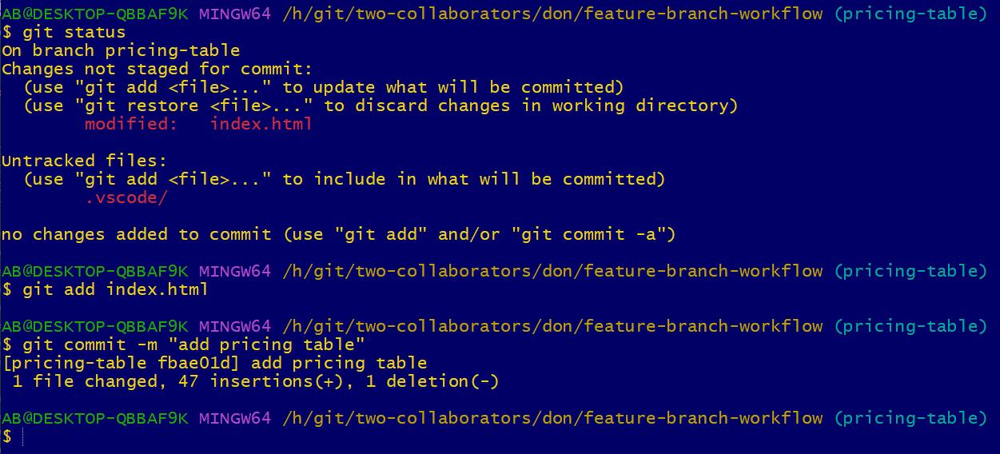 AB@DESKTOP-QBBAF9K MINGW64 /h/git/two-collaborators/don/feature-branch-workflow (pricing-table)
$ git status
On branch pricing-table
Changes not staged for commit:
  (use "git add <file>..." to update what will be committed)
  (use "git restore <file>..." to discard changes in working directory)
        modified:   index.html

Untracked files:
  (use "git add <file>..." to include in what will be committed)
        .vscode/

no changes added to commit (use "git add" and/or "git commit -a")

AB@DESKTOP-QBBAF9K MINGW64 /h/git/two-collaborators/don/feature-branch-workflow (pricing-table)
$ git add index.html

AB@DESKTOP-QBBAF9K MINGW64 /h/git/two-collaborators/don/feature-branch-workflow (pricing-table)
$ git commit -m "add pricing table"
[pricing-table fbae01d] add pricing table
 1 file changed, 47 insertions(+), 1 deletion(-)

AB@DESKTOP-QBBAF9K MINGW64 /h/git/two-collaborators/don/feature-branch-workflow (pricing-table)
$